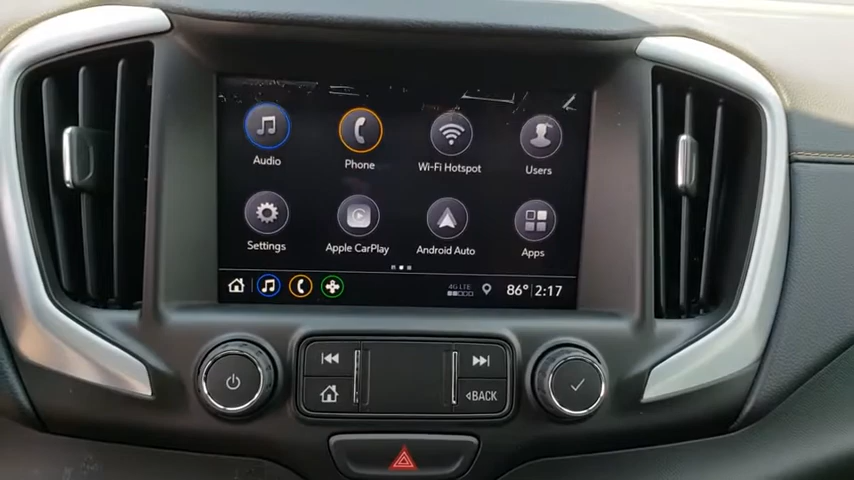 Audio Phone Wi-Fi Hotspot Users
Settings Apple CarPlay Android Auto Apps
4G LTE 86° 2:17
BACK